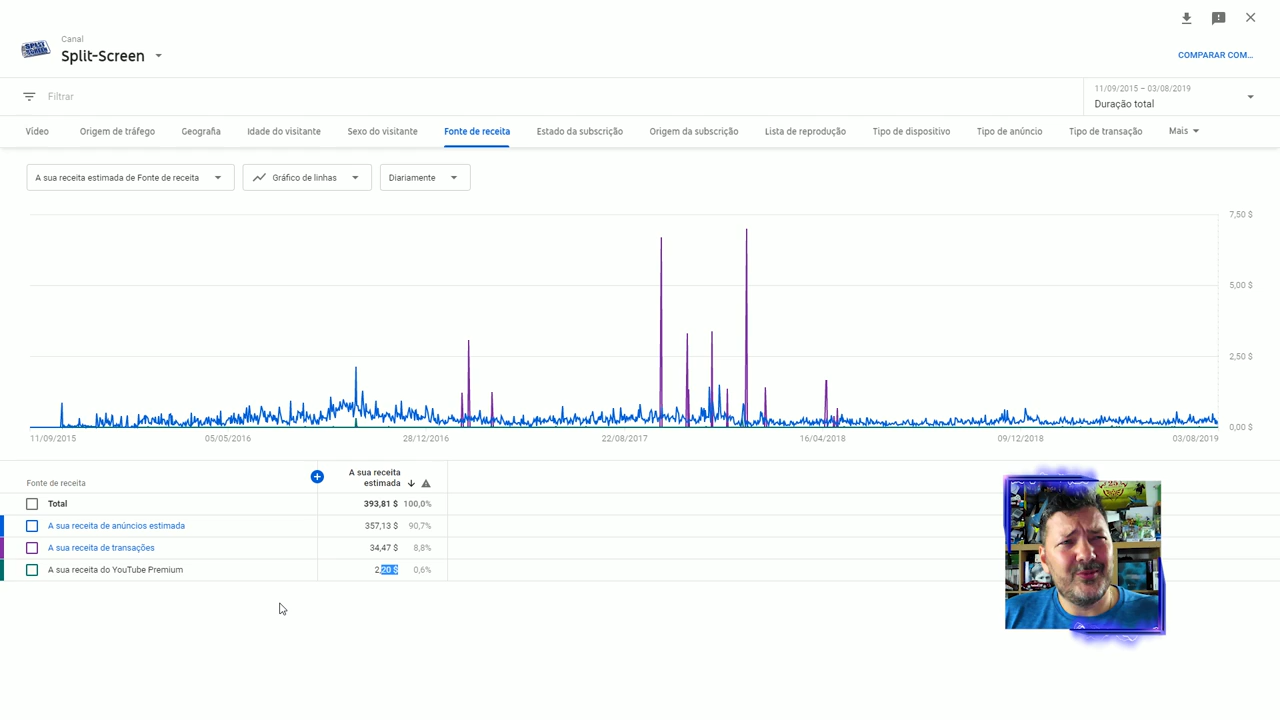 Canal
SPLIT SCREEN
Split-Screen
COMPARAR COM...
Filtrar
11/09/2015 – 03/08/2019
Duração total
Vídeo Origem de tráfego Geografia Idade do visitante Sexo do visitante Fonte de receita Estado da subscrição Origem da subscrição Lista de reprodução Tipo de dispositivo Tipo de anúncio Tipo de transação Mais
A sua receita estimada de Fonte de receita Gráfico de linhas Diariamente
7,50 $
5,00 $
2,50 $
0,00 $
11/09/2015 05/05/2016 28/12/2016 22/08/2017 16/04/2018 09/12/2018 03/08/2019
Fonte de receita
A sua receita
estimada
Total 393,81 $ 100,0%
A sua receita de anúncios estimada 357,13 $ 90,7%
A sua receita de transações 34,47 $ 8,8%
A sua receita do YouTube Premium 2,20 $ 0,6%